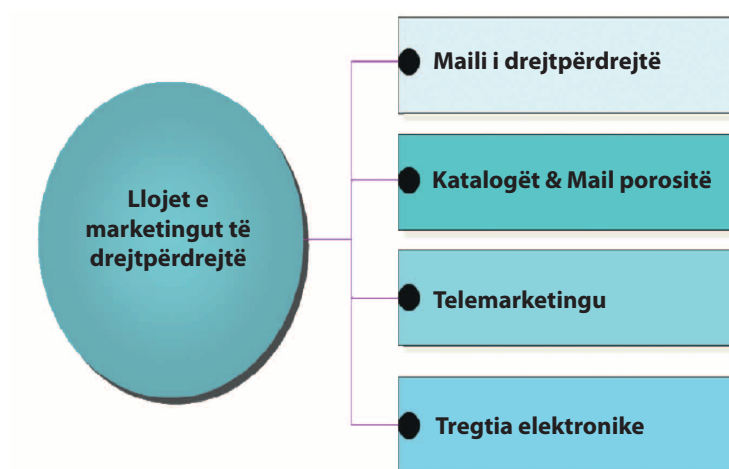 Llojet e
marketingut të
drejtpërdrejtë
Maili i drejtpërdrejtë
Katalogët & Mail porositë
Telemarketingu
Tregtia elektronike